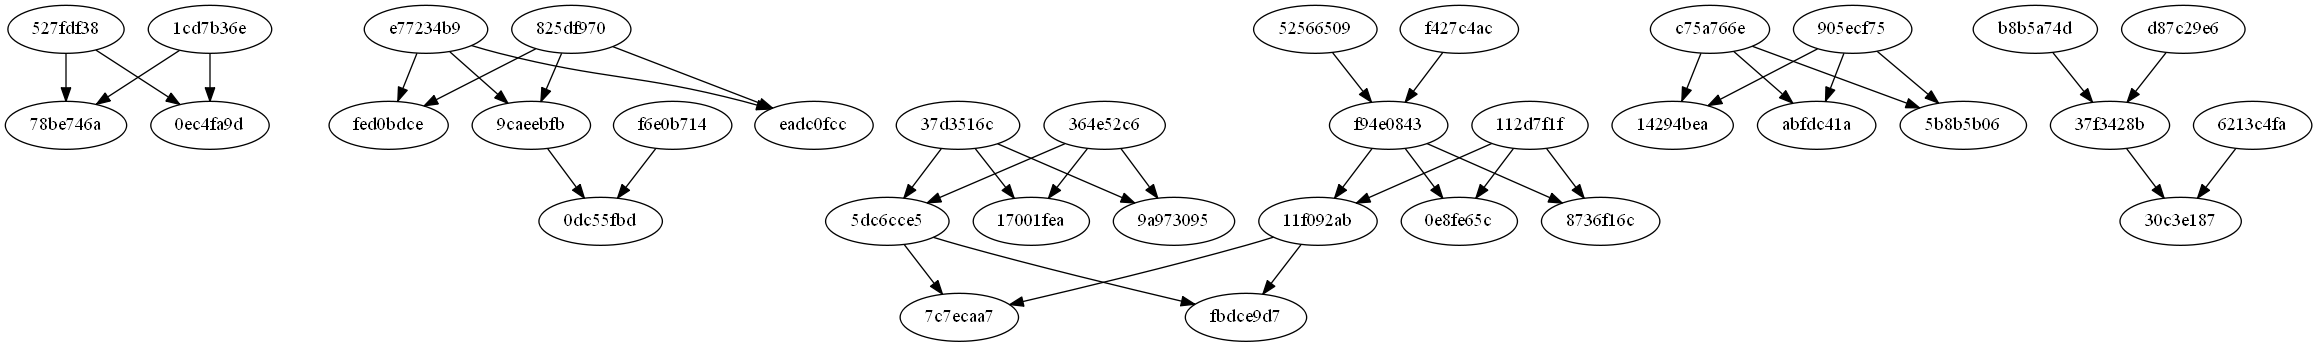 527fdf38 1cd7b36e e77234b9 825df970 52566509 f427c4ac c75a766e 905ecf75 b8b5a74d d87c29e6
78be746a 0ec4fa9d fed0bdce 9caeebfb f6e0b714 eadc0fcc 37d3516c 364e52c6 f94e0843 112d7f1f 14294bea abfdc41a 5b8b5b06 37f3428b 6213c4fa
0dc55fbd 5dc6cce5 17001fea 9a973095 11f092ab 0e8fe65c 8736f16c 30c3e187
7c7ecaa7 fbdce9d7